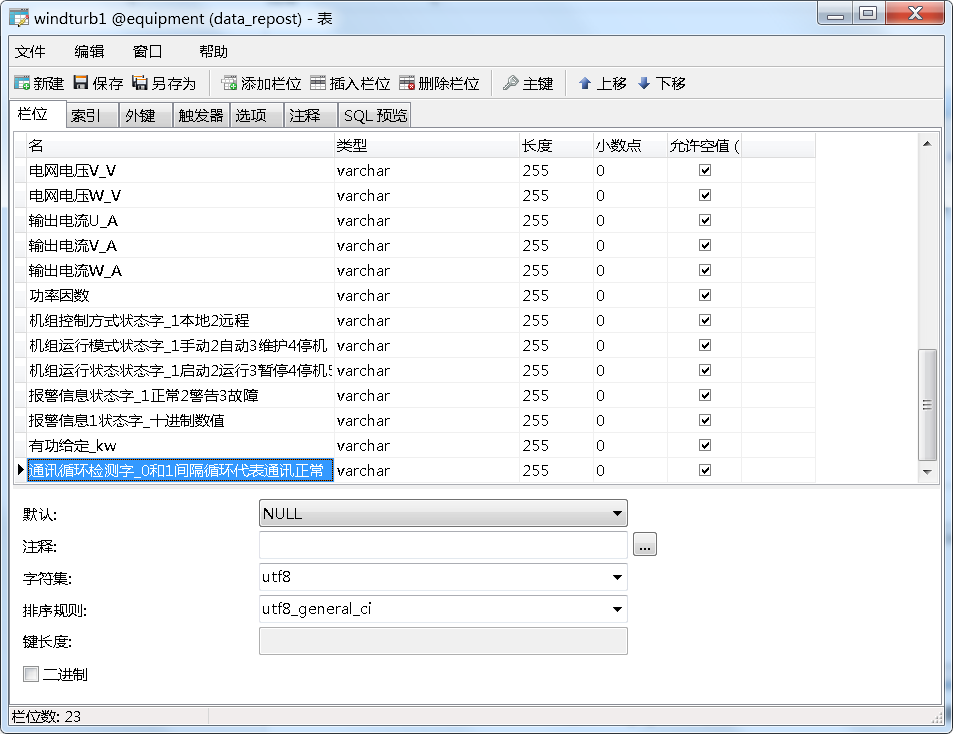 windturb1 @equipment (data_repost) - 表
文件 编辑 窗口 帮助
新建 保存 另存为 添加栏位 插入栏位 删除栏位 主键 上移 下移
栏位 索引 外键 触发器 选项 注释 SQL 预览
名 类型 长度 小数点 允许空值 (
电网电压V_V varchar 255 0
电网电压W_V varchar 255 0
输出电流U_A varchar 255 0
输出电流V_A varchar 255 0
输出电流W_A varchar 255 0
功率因数 varchar 255 0
机组控制方式状态字_1本地2远程 varchar 255 0
机组运行模式状态字_1手动2自动3维护4停机 varchar 255 0
机组运行状态状态字_1启动2运行3暂停4停机5 varchar 255 0
报警信息状态字_1正常2警告3故障 varchar 255 0
报警信息1状态字_十进制数值 varchar 255 0
有功给定_kw varchar 255 0
通讯循环检测字_0和1间隔循环代表通讯正常 varchar 255 0
默认: NULL
注释: ...
字符集: utf8
排序规则: utf8_general_ci
键长度:
二进制
栏位数: 23